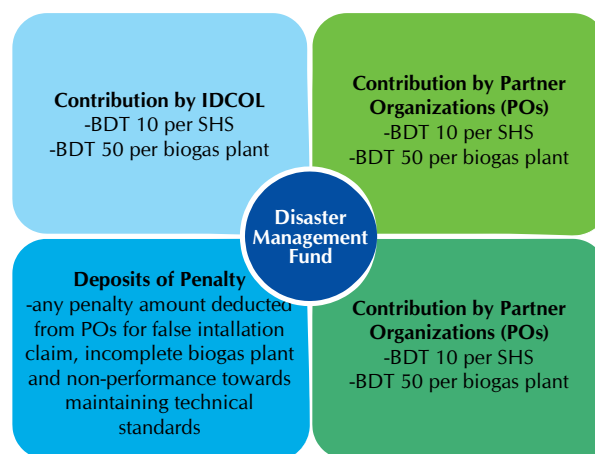 Contribution by IDCOL
-BDT 10 per SHS
-BDT 50 per biogas plant
Contribution by Partner
Organizations (POs)
-BDT 10 per SHS
-BDT 50 per biogas plant
Disaster
Management
Fund
Deposits of Penalty
-any penalty amount deducted
from POs for false intallation
claim, incomplete biogas plant
and non-performance towards
maintaining technical
standards
Contribution by Partner
Organizations (POs)
-BDT 10 per SHS
-BDT 50 per biogas plant